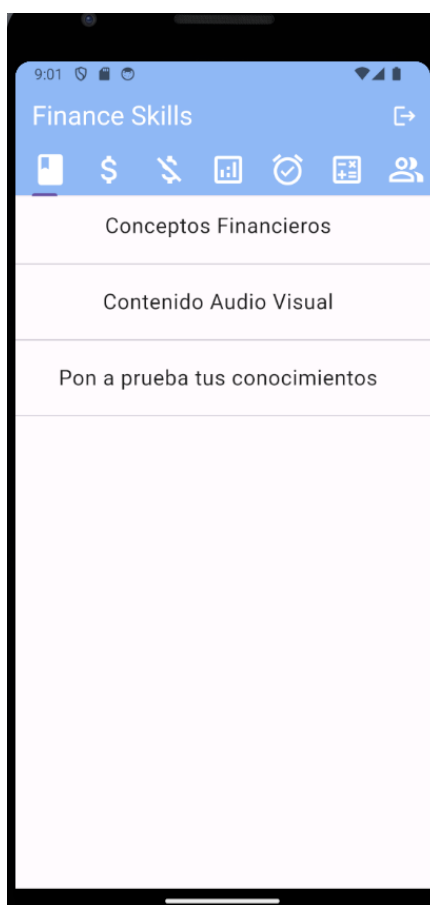 9:01
Finance Skills
Conceptos Financieros
Contenido Audio Visual
Pon a prueba tus conocimientos